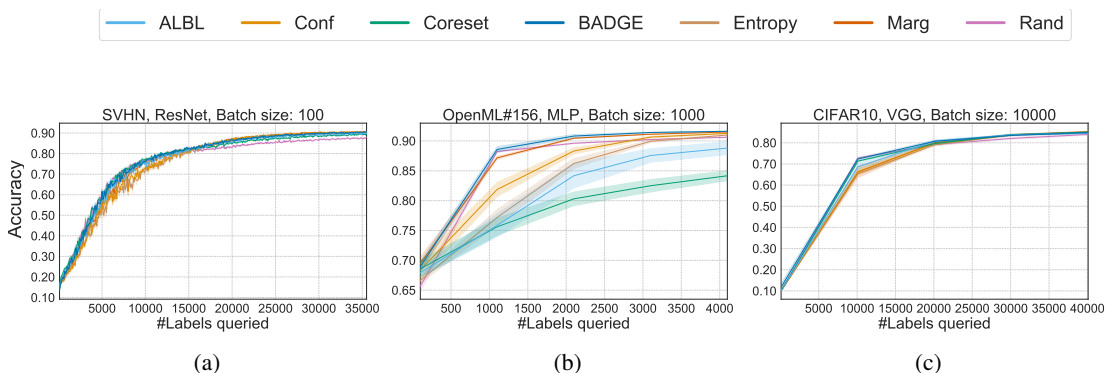 ALBL Conf Coreset BADGE Entropy Marg Rand
SVHN, ResNet, Batch size: 100
Accuracy
0.90
0.80
0.70
0.60
0.50
0.40
0.30
0.20
0.10
5000 10000 15000 20000 25000 30000 35000
#Labels queried
(a)
OpenML#156, MLP, Batch size: 1000
0.90
0.85
0.80
0.75
0.70
0.65
500 1000 1500 2000 2500 3000 3500 4000
#Labels queried
(b)
CIFAR10, VGG, Batch size: 10000
0.80
0.70
0.60
0.50
0.40
0.30
0.20
0.10
5000 10000 15000 20000 25000 30000 35000 40000
#Labels queried
(c)